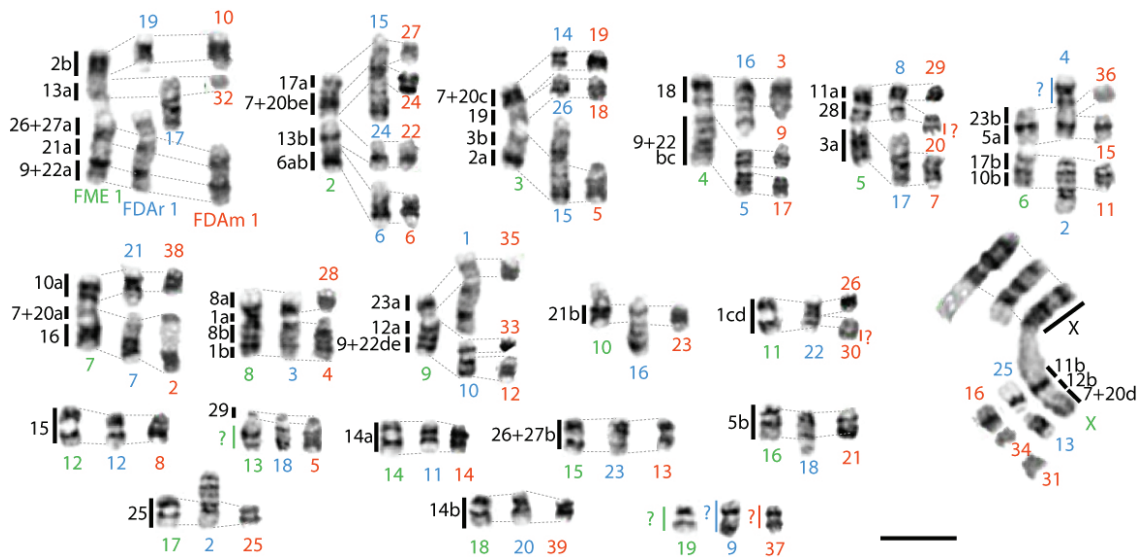 19 10
2b
13a
32
17
26+27a
21a
9+22a
FME 1 FDAr 1 FDAm 1
15 27
17a
7+20be
24
24 22
13b
6ab
2
6 6
14 19
7+20c
19
26 18
3b
2a
3
15 5
16 3
18
9
9+22
bc
4
5 17
8 29
11a
28
?
20
3a
5
17 7
4 36
?
23b
5a
15
17b
10b
6
2
11
21 38
10a
7+20a
16
7 7 2
28
8a
1a
8b
1b
8 3 4
1 35
23a
12a
9+22de
33
9 10 12
21b
10 16 23
26
1cd
?
11 22 30
X
11b
12b
7+20d
X
25
16
13
34
31
15
12 12 8
29
?
13 18 5
14a
14 11 14
26+27b
15 23 13
5b
16 18 21
25
17 2 25
14b
18 20 39
? ? ?
19 9 37